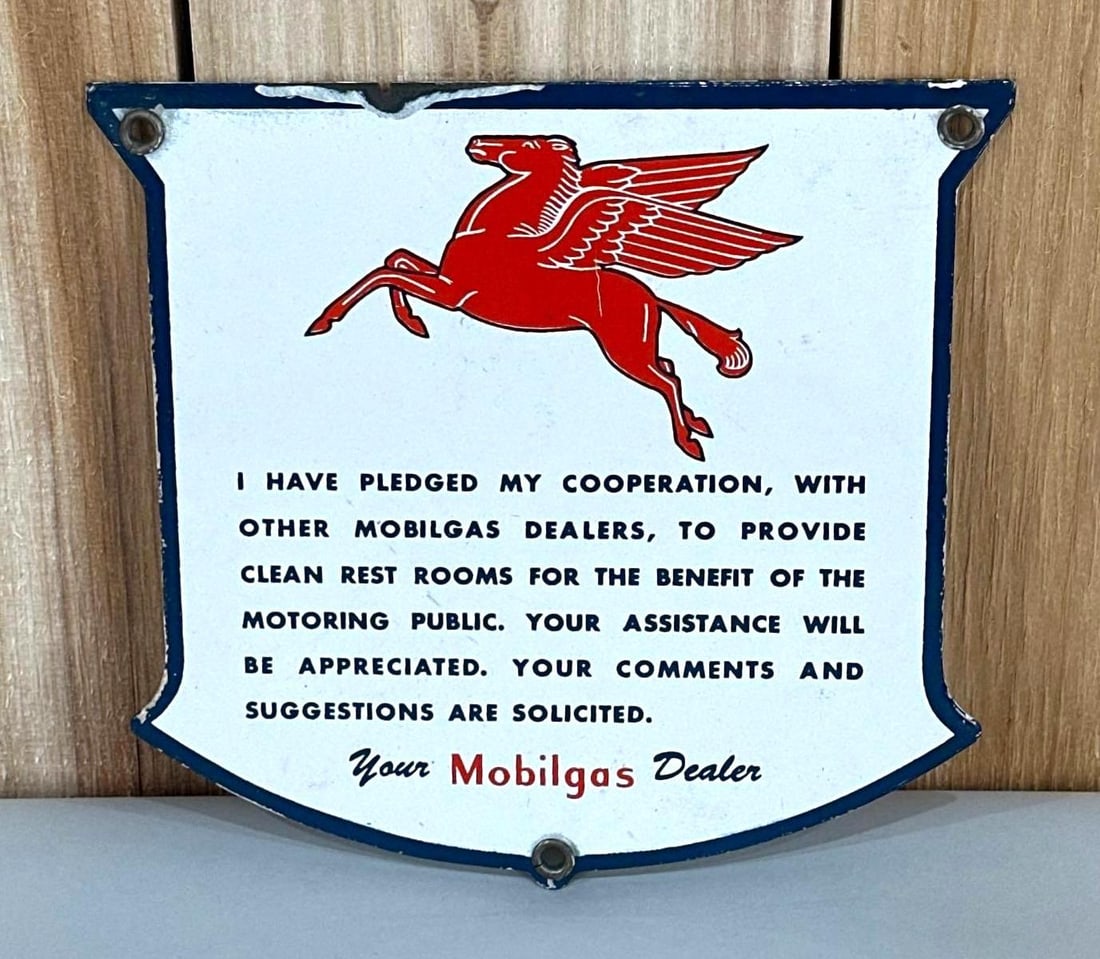 I HAVE PLEDGED MY COOPERATION, WITH
OTHER MOBILGAS DEALERS, TO PROVIDE
CLEAN REST ROOMS FOR THE BENEFIT OF THE
MOTORING PUBLIC. YOUR ASSISTANCE WILL
BE APPRECIATED. YOUR COMMENTS AND
SUGGESTIONS ARE SOLICITED.
Your Mobilgas Dealer